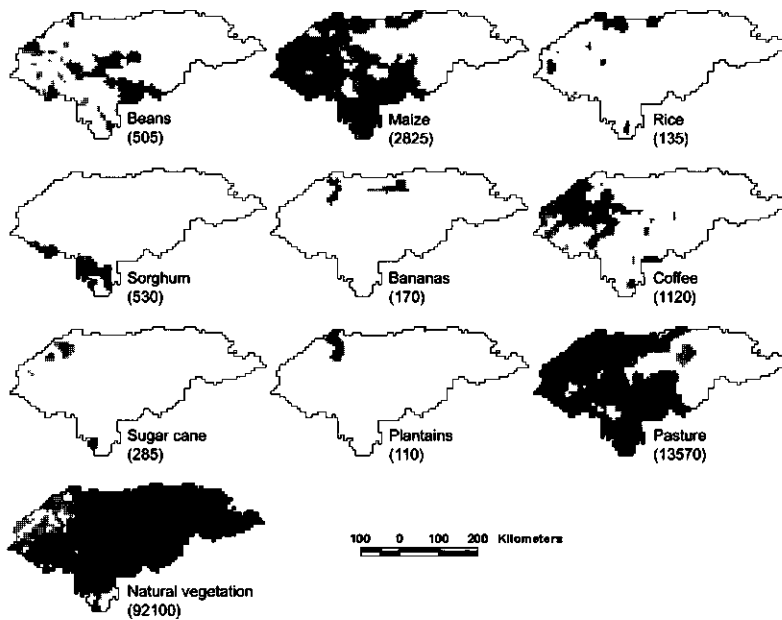 Beans
(505)
Maize
(2825)
Rice
(135)
Sorghum
(530)
Bananas
(170)
Coffee
(1120)
Sugar cane
(285)
Plantains
(110)
Pasture
(13570)
Natural vegetation
(92100)
100 0 100 200 Kilometers